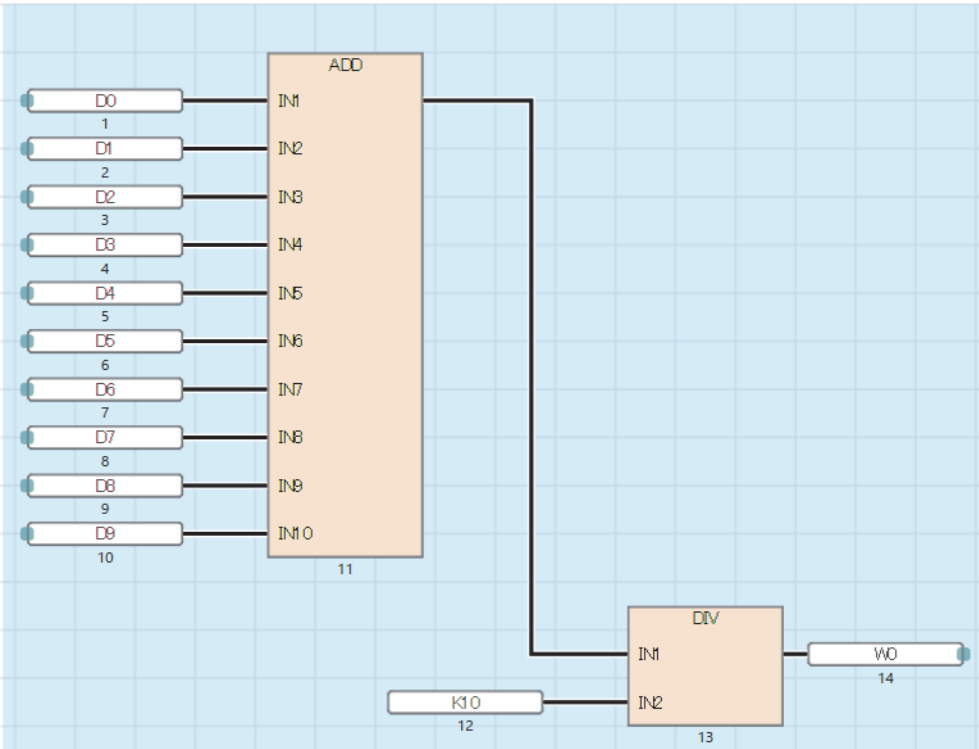 ADD
D0 IN1
1
D1 IN2
2
D2 IN3
3
D3 IN4
4
D4 IN5
5
D5 IN6
6
D6 IN7
7
D7 IN8
8
D8 IN9
9
D9 IN10
10
11
DIV
IN1 W0
14
K10 IN2
12
13